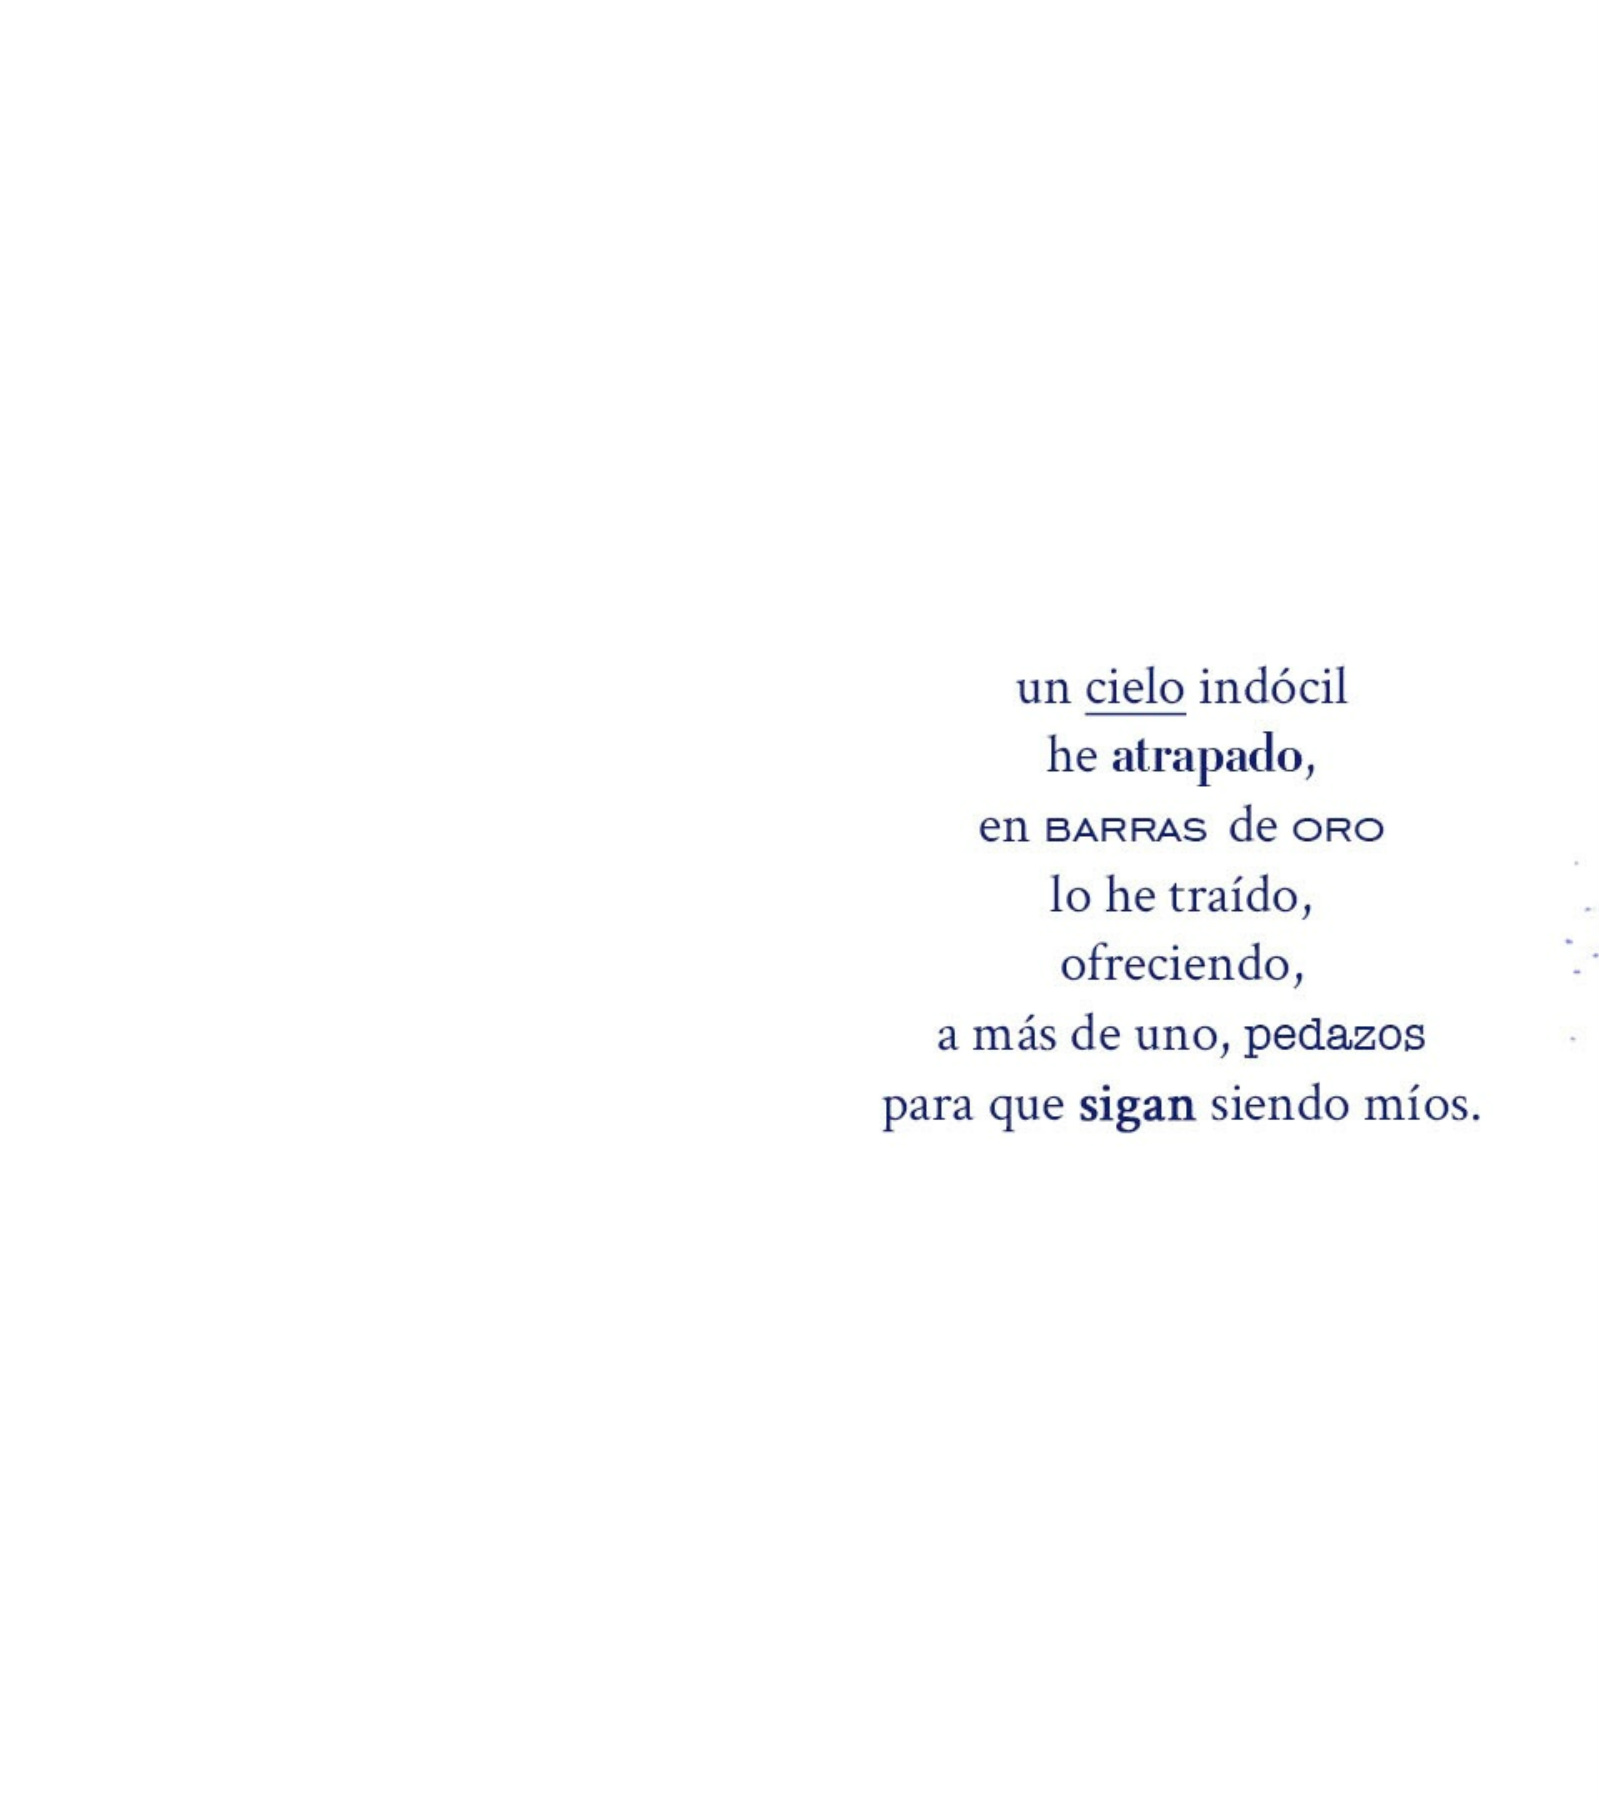 un cielo indócil
he atrapado,
en BARRAS de ORO
lo he traído,
ofreciendo,
a más de uno, pedazos
para que sigan siendo míos.